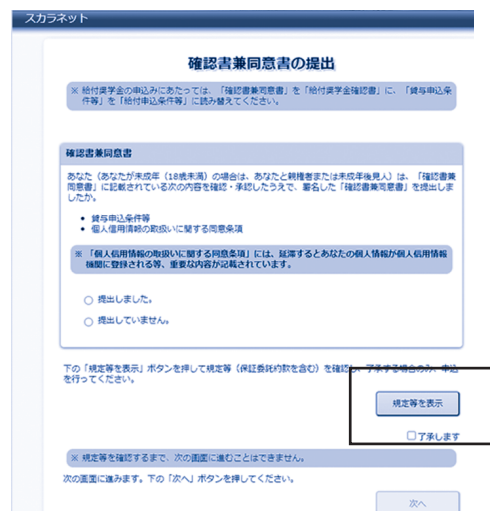 スカラネット
確認書兼同意書の提出
※ 給付奨学金の申込みにあたっては、「確認書兼同意書」を「給付奨学金確認書」に、「貸与申込条
件等」を「給付申込条件等」に読み替えてください。
確認書兼同意書
あなた（あなたが未成年（18歳未満）の場合は、あなたと親権者または未成年後見人）は、「確認書兼
同意書」に記載されている次の内容を確認・承認したうえで、署名した「確認書兼同意書」を提出しま
したか。
• 貸与申込条件等
• 個人信用情報の取扱いに関する同意条項
※ 「個人信用情報の取扱いに関する同意条項」には、延滞するとあなたの個人情報が個人信用情報
機関に登録される等、重要な内容が記載されています。
提出しました。
提出していません。
下の「規定等を表示」ボタンを押して規定等（保証委託約款を含む）を確認し、了承する場合のみ、申込
を行ってください。
規定等を表示
了承します
※ 規定等を確認するまで、次の画面に進むことはできません。
次の画面に進みます。下の「次へ」ボタンを押してください。
次へ